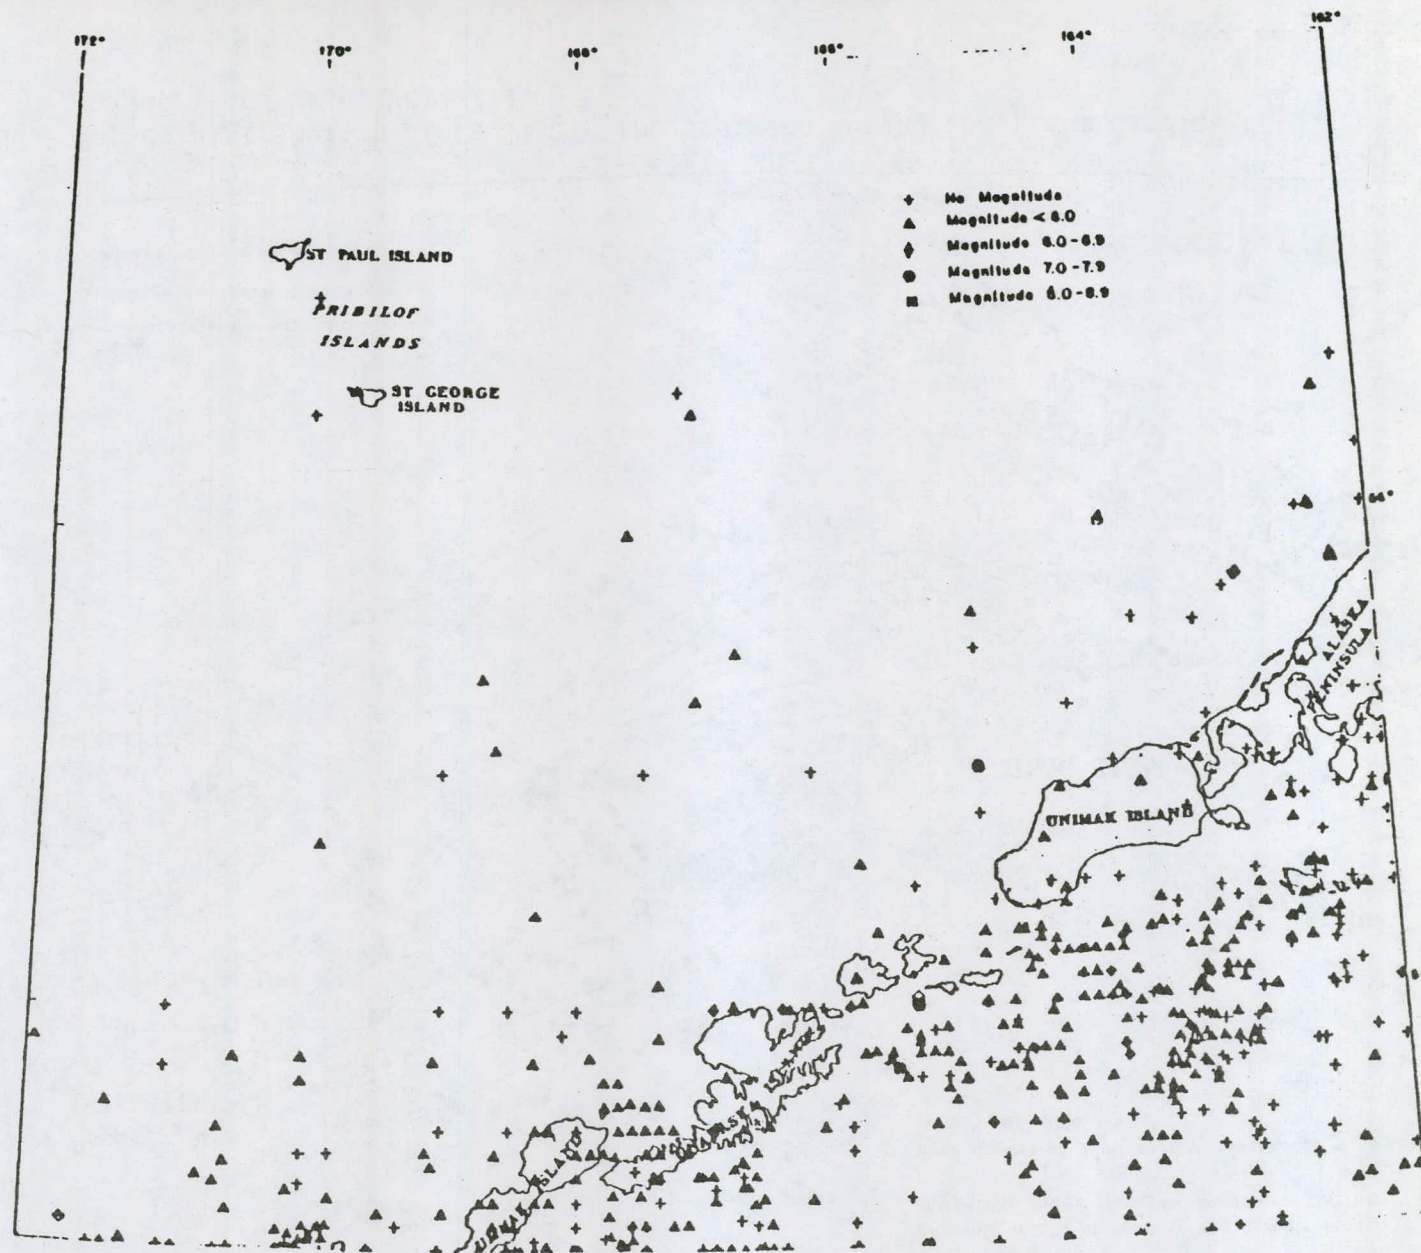 172°
170°
168°
166°
164°
162°
+ No Magnitude
▲ Magnitude < 6.0
♦ Magnitude 6.0-6.9
● Magnitude 7.0-7.9
■ Magnitude 8.0-8.9
ST PAUL ISLAND
PRIBILOF
ISLANDS
ST GEORGE
ISLAND
ALASKA
PENINSULA
UNIMAK ISLAND
UMNAK ISLAND